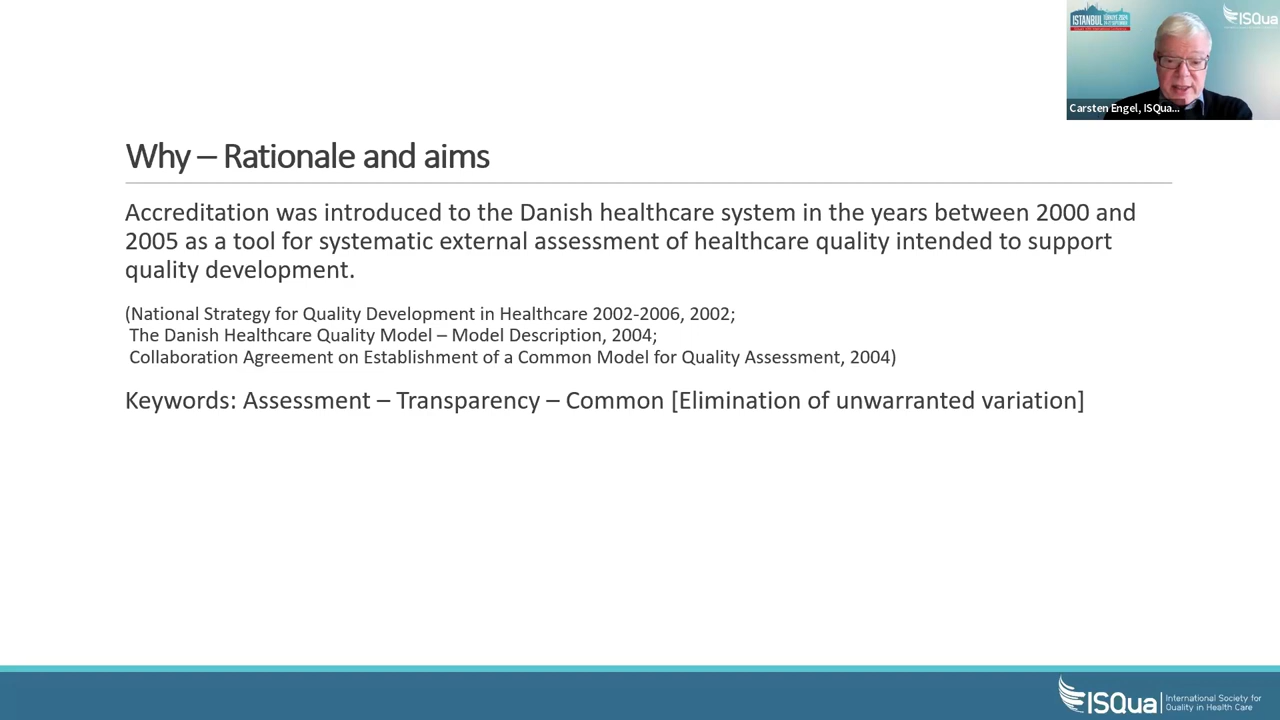 ISTANBUL
ISQua
Carsten Engel, ISQua...
Why – Rationale and aims
Accreditation was introduced to the Danish healthcare system in the years between 2000 and
2005 as a tool for systematic external assessment of healthcare quality intended to support
quality development.
(National Strategy for Quality Development in Healthcare 2002-2006, 2002;
The Danish Healthcare Quality Model – Model Description, 2004;
Collaboration Agreement on Establishment of a Common Model for Quality Assessment, 2004)
Keywords: Assessment – Transparency – Common [Elimination of unwarranted variation]
ISQua
International Society for
Quality in Health Care